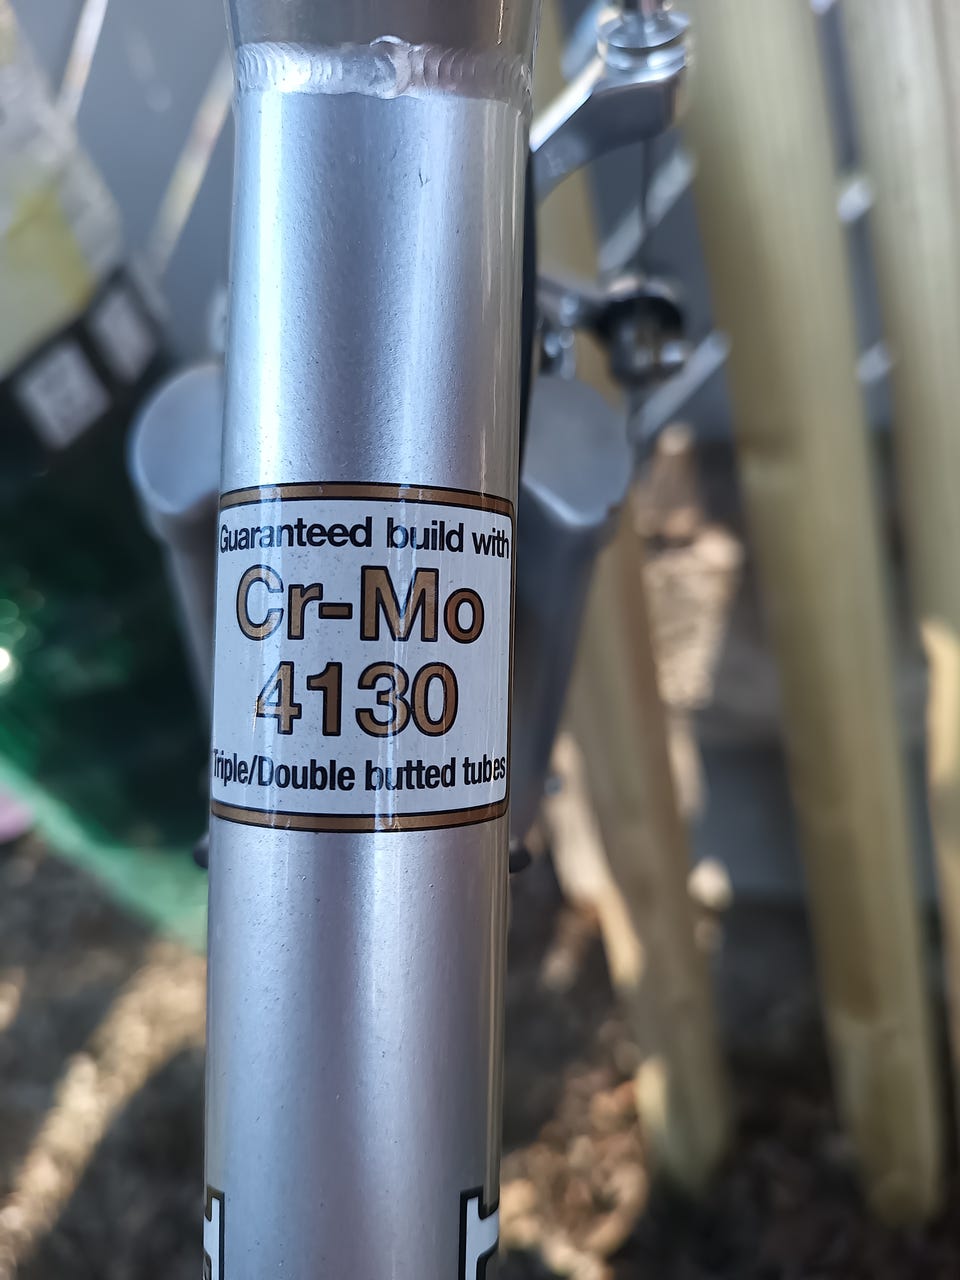 Guaranteed build with
Cr-Mo
4130
Triple/Double butted tubes